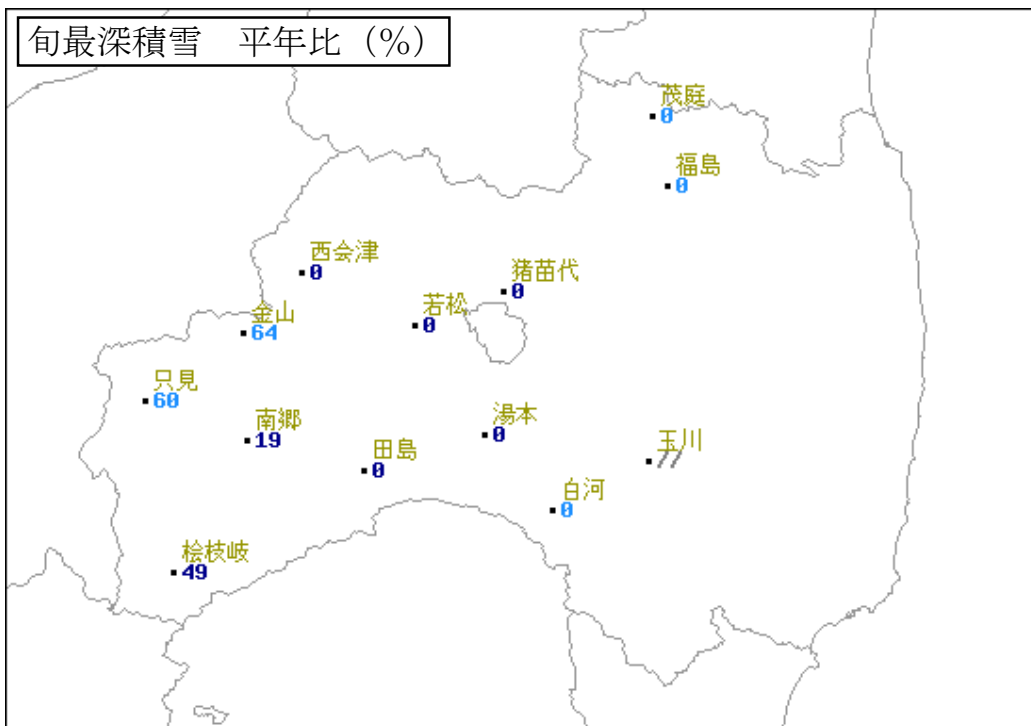 旬最深積雪　平年比（%）
茂庭
0
福島
0
西会津
0
猪苗代
0
若松
0
金山
64
只見
60
南郷
19
湯本
0
田島
0
玉川
//
白河
0
桧枝岐
49